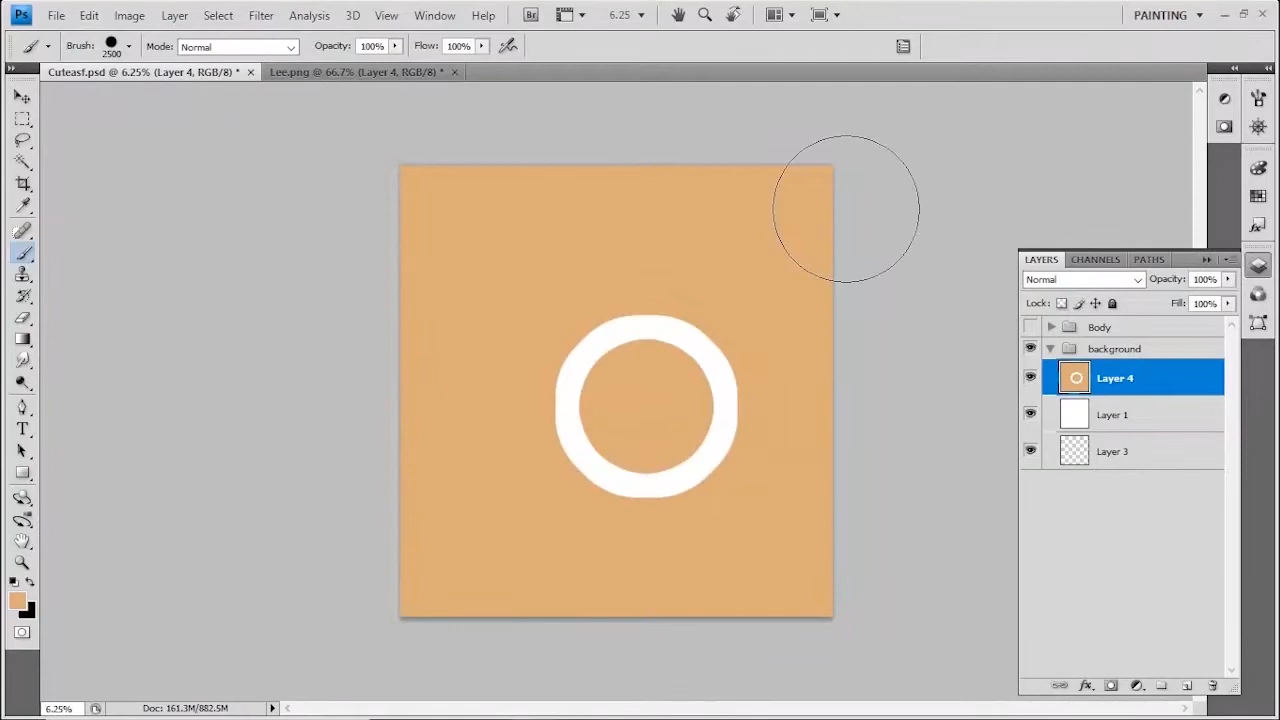 Ps File Edit Image Layer Select Filter Analysis 3D View Window Help Br 6.25 PAINTING
Brush: 2500 Mode: Normal Opacity: 100% Flow: 100%
Cuteasf.psd @ 6.25% (Layer 4, RGB/8) * × Lee.png @ 66.7% (Layer 4, RGB/8) * ×
LAYERS CHANNELS PATHS
Normal Opacity: 100%
Lock: Fill: 100%
Body
background
Layer 4
Layer 1
Layer 3
T
fx
6.25% Doc: 161.3M/882.5M